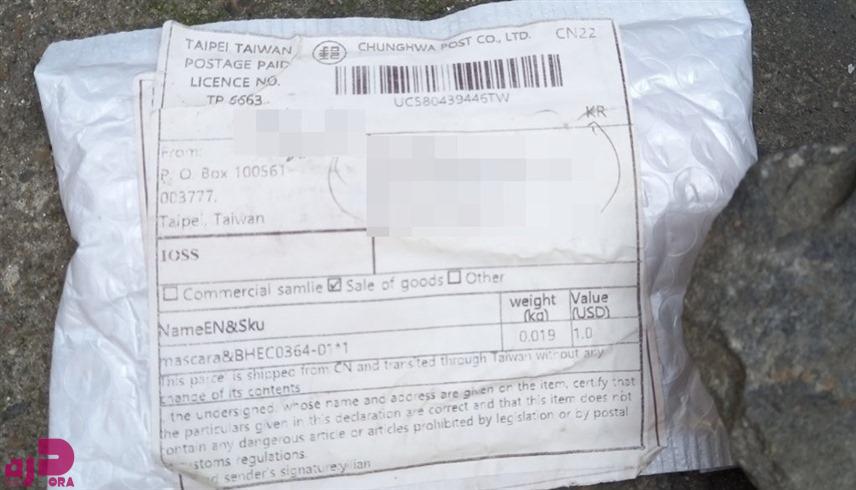 TAIPEI TAIWAN
POSTAGE PAID
LICENCE NO.
TP 6663
CHUNGHWA POST CO., LTD.
CN22
UCS80439446TW
KR
From:
P. O. Box 100561
003777,
Taipei, Taiwan
IOSS
Commercial samlie Sale of goods Other
NameEN&Sku
weight (kg)
Value (USD)
mascara&BHEC0364-01*1
0.019
1.0
This parcel is shipped from CN and transited through Taiwan without any
change of its contents
the undersigned, whose name and address are given on the item, certify that
the particulars given in this declaration are correct and that this item does not
contain any dangerous article or articles prohibited by legislation or by postal
customs regulations.
sender's signature
ORA